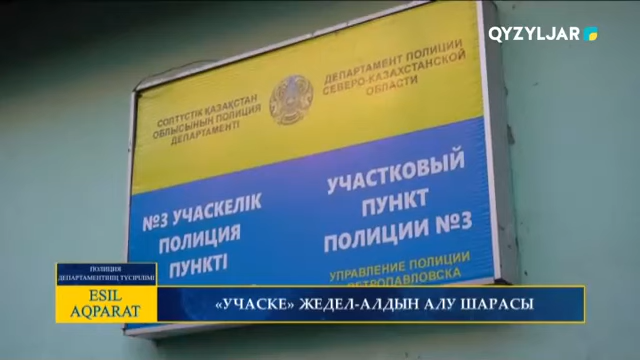 QYZYLJAR
СОЛТҮСТІК ҚАЗАҚСТАН
ОБЛЫСЫНЫҢ ПОЛИЦИЯ
ДЕПАРТАМЕНТІ
ДЕПАРТАМЕНТ ПОЛИЦИИ
СЕВЕРО-КАЗАХСТАНСКОЙ
ОБЛАСТИ
№3 УЧАСКЕЛІК
ПОЛИЦИЯ
ПУНКТІ
УЧАСТКОВЫЙ
ПУНКТ
ПОЛИЦИИ №3
УПРАВЛЕНИЕ ПОЛИЦИИ
ПОЛИЦИЯ
ДЕПАРТАМЕНТІНІҢ ТҮСІРІЛІМІ
ESIL
AQPARAT
«УЧАСКЕ» ЖЕДЕЛ-АЛДЫН АЛУ ШАРАСЫ